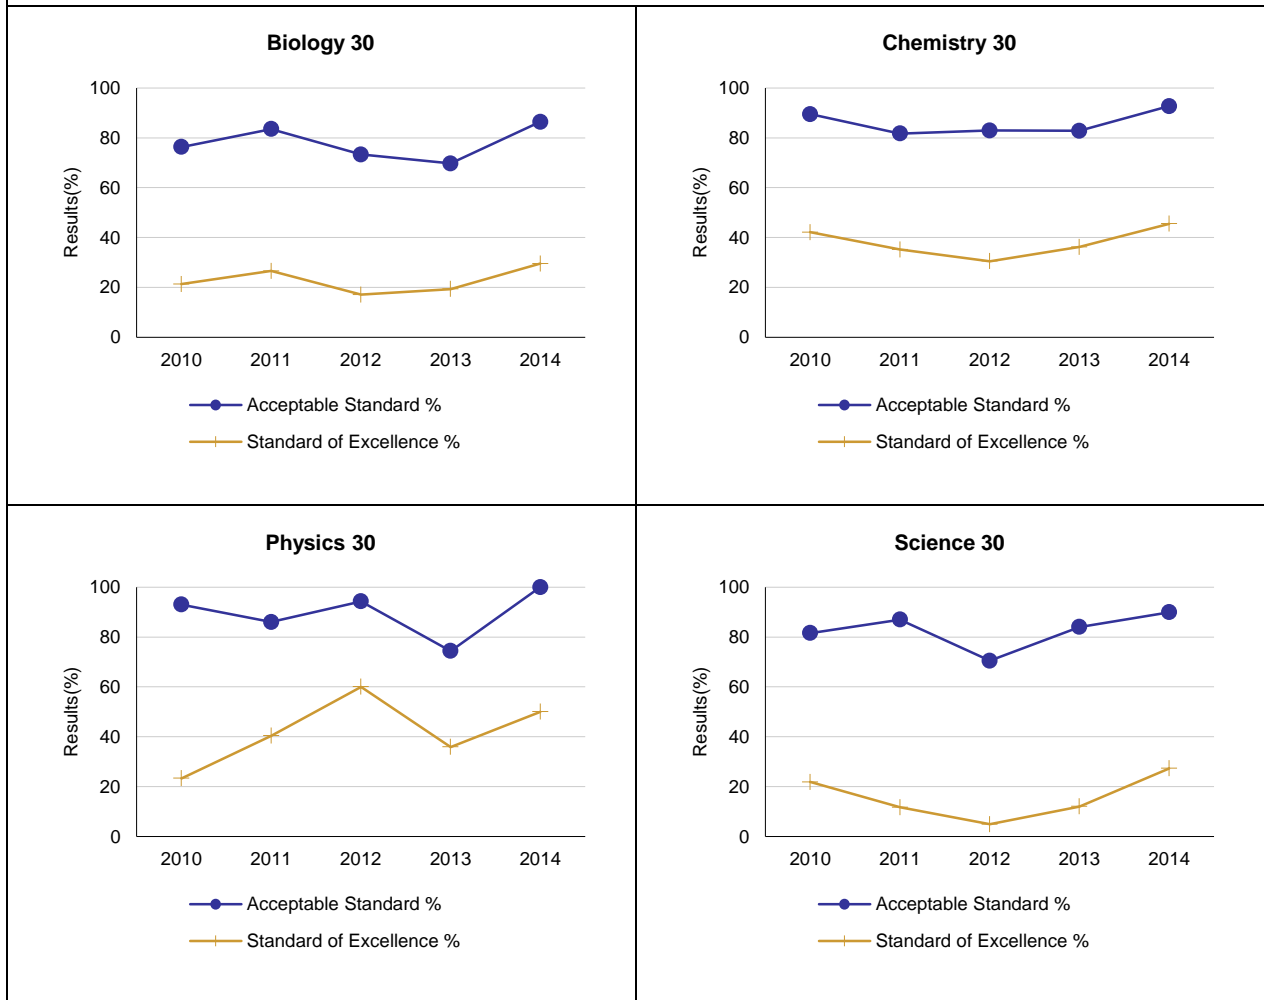 Biology 30
100
80
60
40
20
0
Results(%)
2010 2011 2012 2013 2014
Acceptable Standard %
Standard of Excellence %
Chemistry 30
100
80
60
40
20
0
Results(%)
2010 2011 2012 2013 2014
Acceptable Standard %
Standard of Excellence %
Physics 30
100
80
60
40
20
0
Results(%)
2010 2011 2012 2013 2014
Acceptable Standard %
Standard of Excellence %
Science 30
100
80
60
40
20
0
Results(%)
2010 2011 2012 2013 2014
Acceptable Standard %
Standard of Excellence %